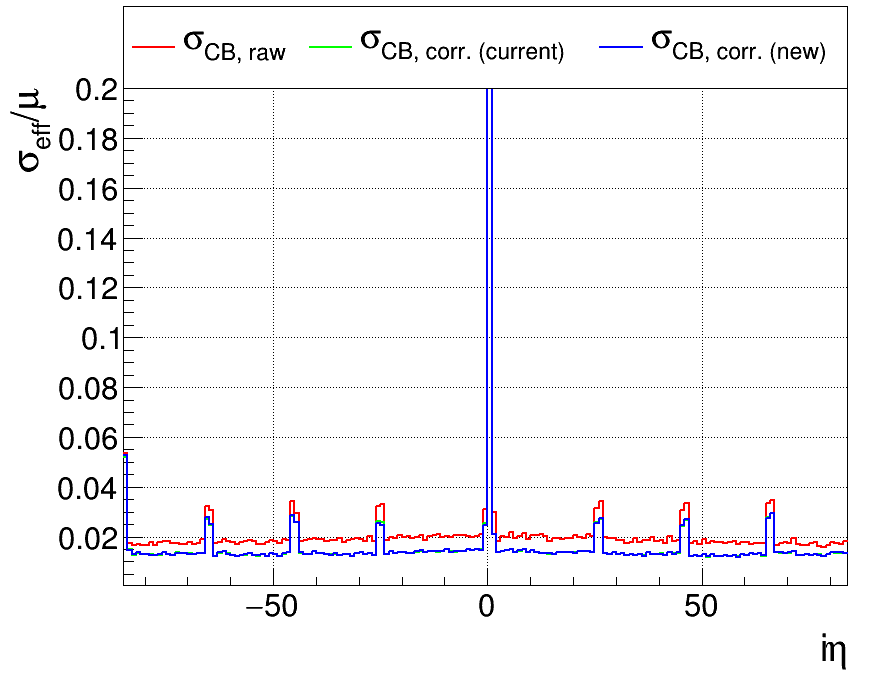 σCB, raw σCB, corr. (current) σCB, corr. (new)
σeff/μ
0.2
0.18
0.16
0.14
0.12
0.1
0.08
0.06
0.04
0.02
−50 0 50
iη